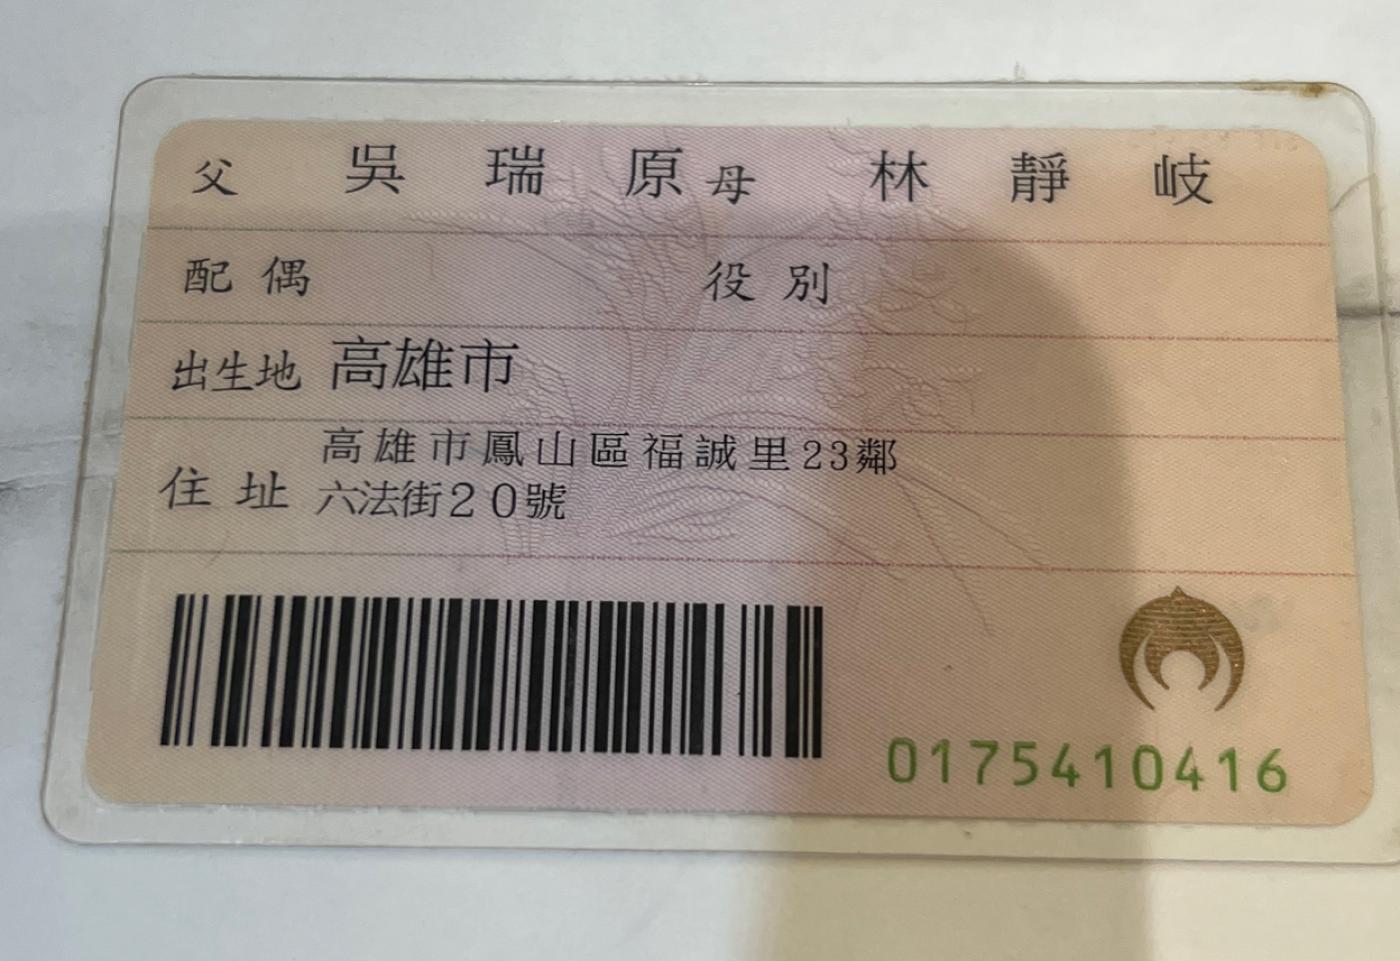 父 吳瑞原 母 林靜岐
配偶 役別
出生地 高雄市
住址 高雄市鳳山區福誠里23鄰
六法街20號
0175410416